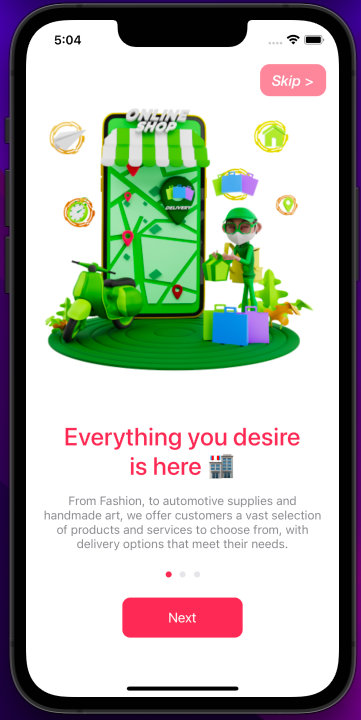 5:04
Skip >
ONLINE
SHOP
DELIVERY
Everything you desire
is here 🏬
From Fashion, to automotive supplies and
handmade art, we offer customers a vast selection
of products and services to choose from, with
delivery options that meet their needs.
Next